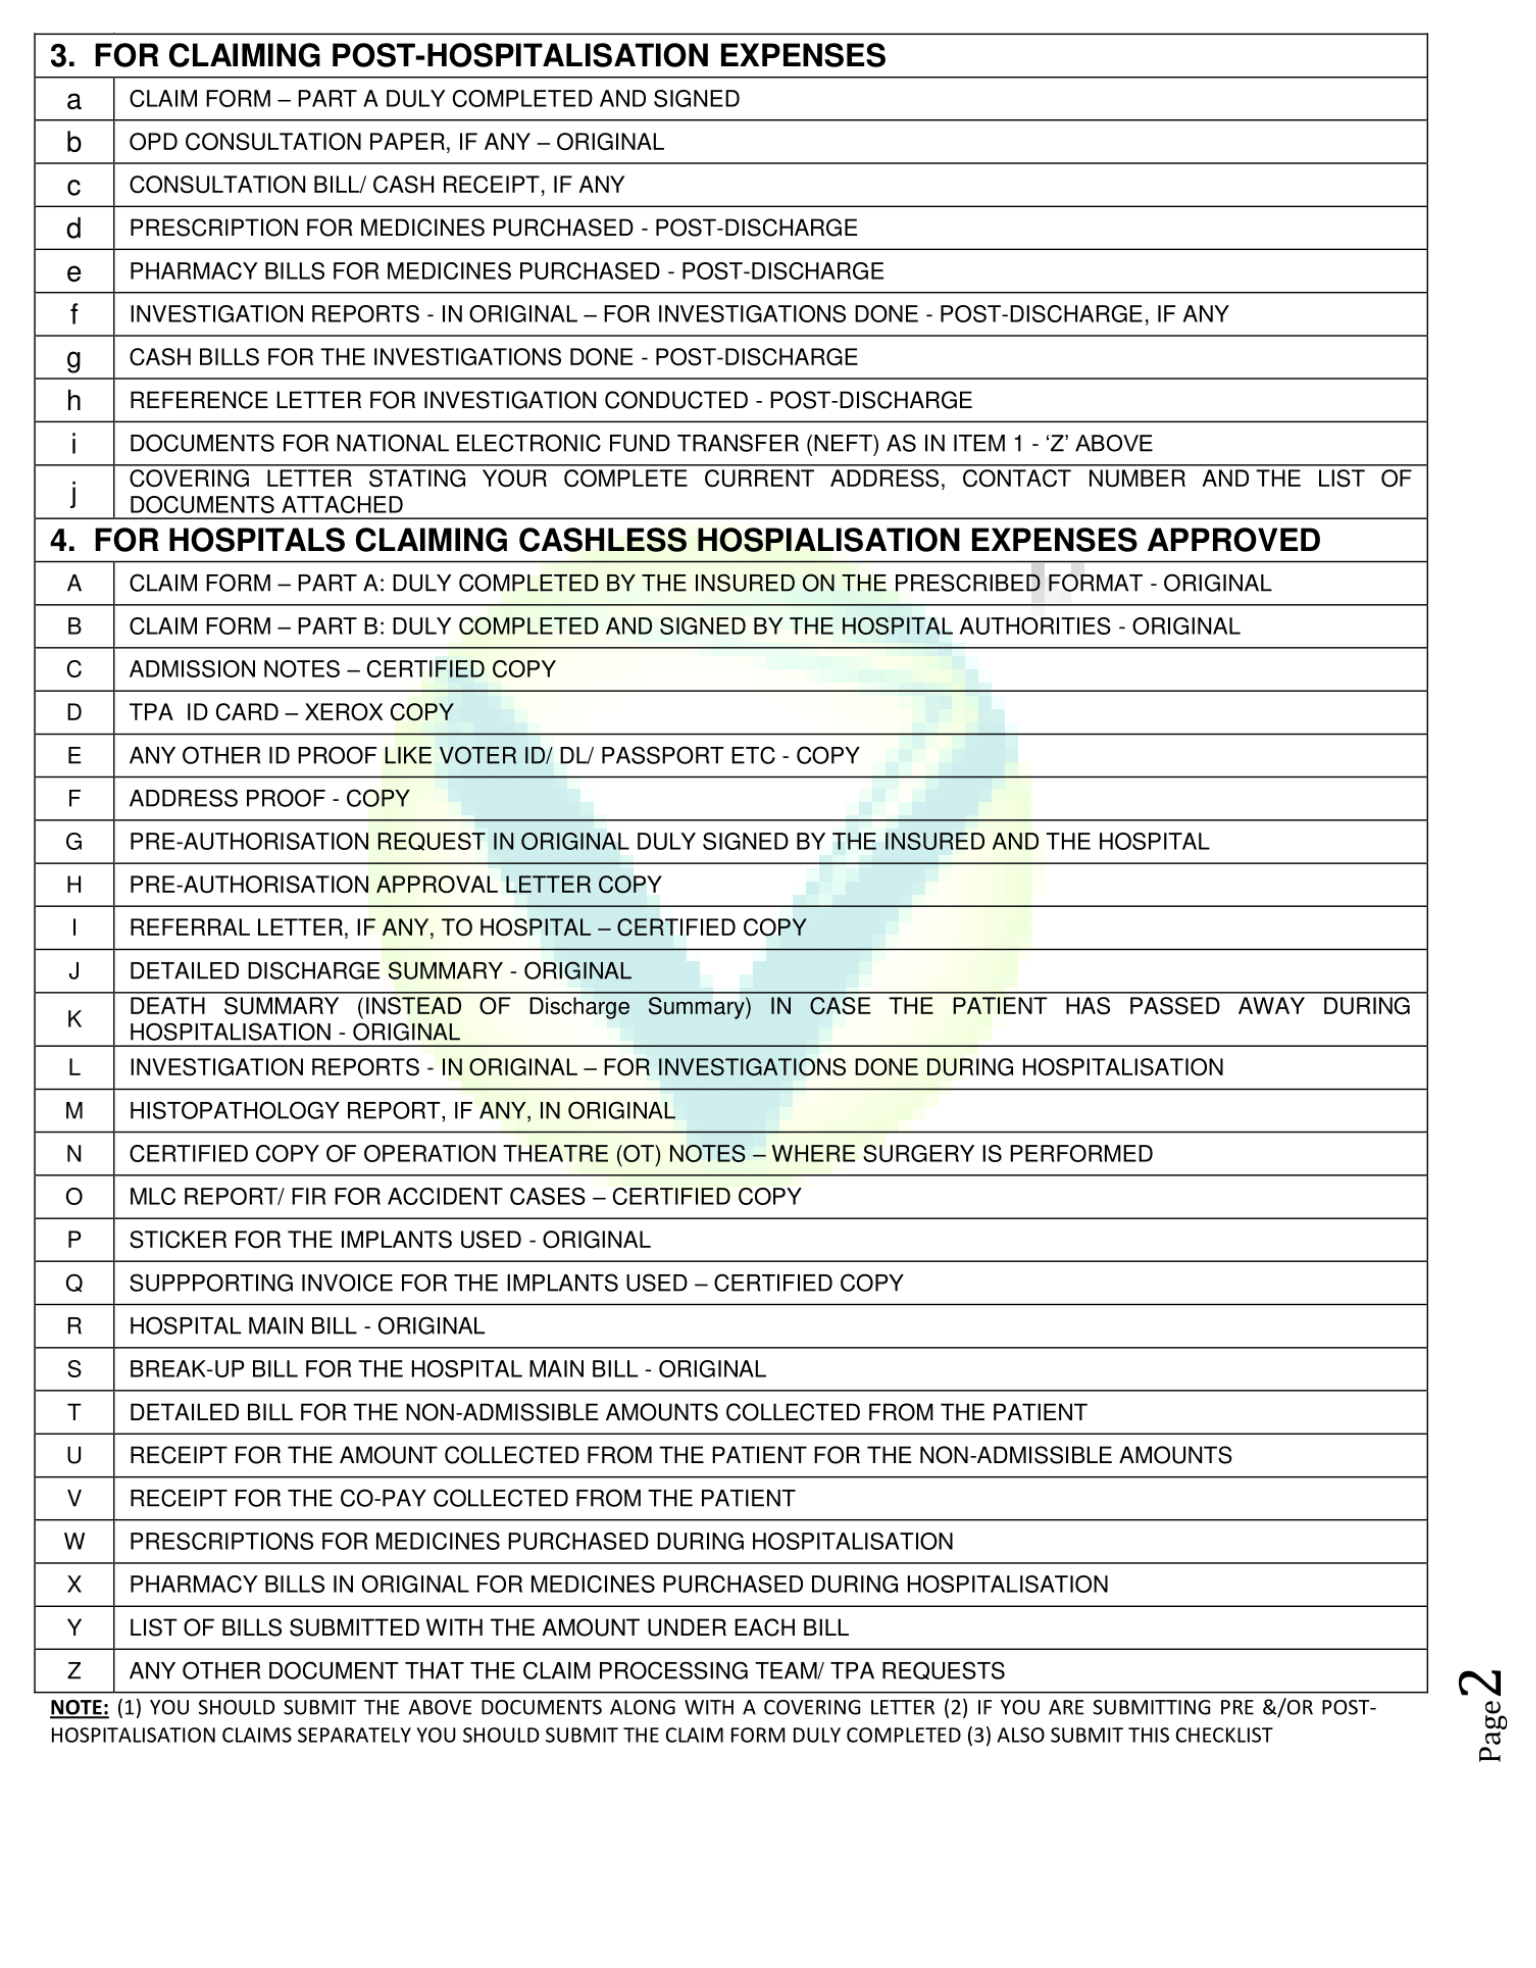 3. FOR CLAIMING POST-HOSPITALISATION EXPENSES
a CLAIM FORM – PART A DULY COMPLETED AND SIGNED
b OPD CONSULTATION PAPER, IF ANY – ORIGINAL
c CONSULTATION BILL/ CASH RECEIPT, IF ANY
d PRESCRIPTION FOR MEDICINES PURCHASED - POST-DISCHARGE
e PHARMACY BILLS FOR MEDICINES PURCHASED - POST-DISCHARGE
f INVESTIGATION REPORTS - IN ORIGINAL – FOR INVESTIGATIONS DONE - POST-DISCHARGE, IF ANY
g CASH BILLS FOR THE INVESTIGATIONS DONE - POST-DISCHARGE
h REFERENCE LETTER FOR INVESTIGATION CONDUCTED - POST-DISCHARGE
i DOCUMENTS FOR NATIONAL ELECTRONIC FUND TRANSFER (NEFT) AS IN ITEM 1 - ‘Z’ ABOVE
j COVERING LETTER STATING YOUR COMPLETE CURRENT ADDRESS, CONTACT NUMBER AND THE LIST OF
DOCUMENTS ATTACHED
4. FOR HOSPITALS CLAIMING CASHLESS HOSPIALISATION EXPENSES APPROVED
A CLAIM FORM – PART A: DULY COMPLETED BY THE INSURED ON THE PRESCRIBED FORMAT - ORIGINAL
B CLAIM FORM – PART B: DULY COMPLETED AND SIGNED BY THE HOSPITAL AUTHORITIES - ORIGINAL
C ADMISSION NOTES – CERTIFIED COPY
D TPA ID CARD – XEROX COPY
E ANY OTHER ID PROOF LIKE VOTER ID/ DL/ PASSPORT ETC - COPY
F ADDRESS PROOF - COPY
G PRE-AUTHORISATION REQUEST IN ORIGINAL DULY SIGNED BY THE INSURED AND THE HOSPITAL
H PRE-AUTHORISATION APPROVAL LETTER COPY
I REFERRAL LETTER, IF ANY, TO HOSPITAL – CERTIFIED COPY
J DETAILED DISCHARGE SUMMARY - ORIGINAL
K DEATH SUMMARY (INSTEAD OF Discharge Summary) IN CASE THE PATIENT HAS PASSED AWAY DURING
HOSPITALISATION - ORIGINAL
L INVESTIGATION REPORTS - IN ORIGINAL – FOR INVESTIGATIONS DONE DURING HOSPITALISATION
M HISTOPATHOLOGY REPORT, IF ANY, IN ORIGINAL
N CERTIFIED COPY OF OPERATION THEATRE (OT) NOTES – WHERE SURGERY IS PERFORMED
O MLC REPORT/ FIR FOR ACCIDENT CASES – CERTIFIED COPY
P STICKER FOR THE IMPLANTS USED - ORIGINAL
Q SUPPPORTING INVOICE FOR THE IMPLANTS USED – CERTIFIED COPY
R HOSPITAL MAIN BILL - ORIGINAL
S BREAK-UP BILL FOR THE HOSPITAL MAIN BILL - ORIGINAL
T DETAILED BILL FOR THE NON-ADMISSIBLE AMOUNTS COLLECTED FROM THE PATIENT
U RECEIPT FOR THE AMOUNT COLLECTED FROM THE PATIENT FOR THE NON-ADMISSIBLE AMOUNTS
V RECEIPT FOR THE CO-PAY COLLECTED FROM THE PATIENT
W PRESCRIPTIONS FOR MEDICINES PURCHASED DURING HOSPITALISATION
X PHARMACY BILLS IN ORIGINAL FOR MEDICINES PURCHASED DURING HOSPITALISATION
Y LIST OF BILLS SUBMITTED WITH THE AMOUNT UNDER EACH BILL
Z ANY OTHER DOCUMENT THAT THE CLAIM PROCESSING TEAM/ TPA REQUESTS
NOTE: (1) YOU SHOULD SUBMIT THE ABOVE DOCUMENTS ALONG WITH A COVERING LETTER (2) IF YOU ARE SUBMITTING PRE &/OR POST-
HOSPITALISATION CLAIMS SEPARATELY YOU SHOULD SUBMIT THE CLAIM FORM DULY COMPLETED (3) ALSO SUBMIT THIS CHECKLIST
Page 2